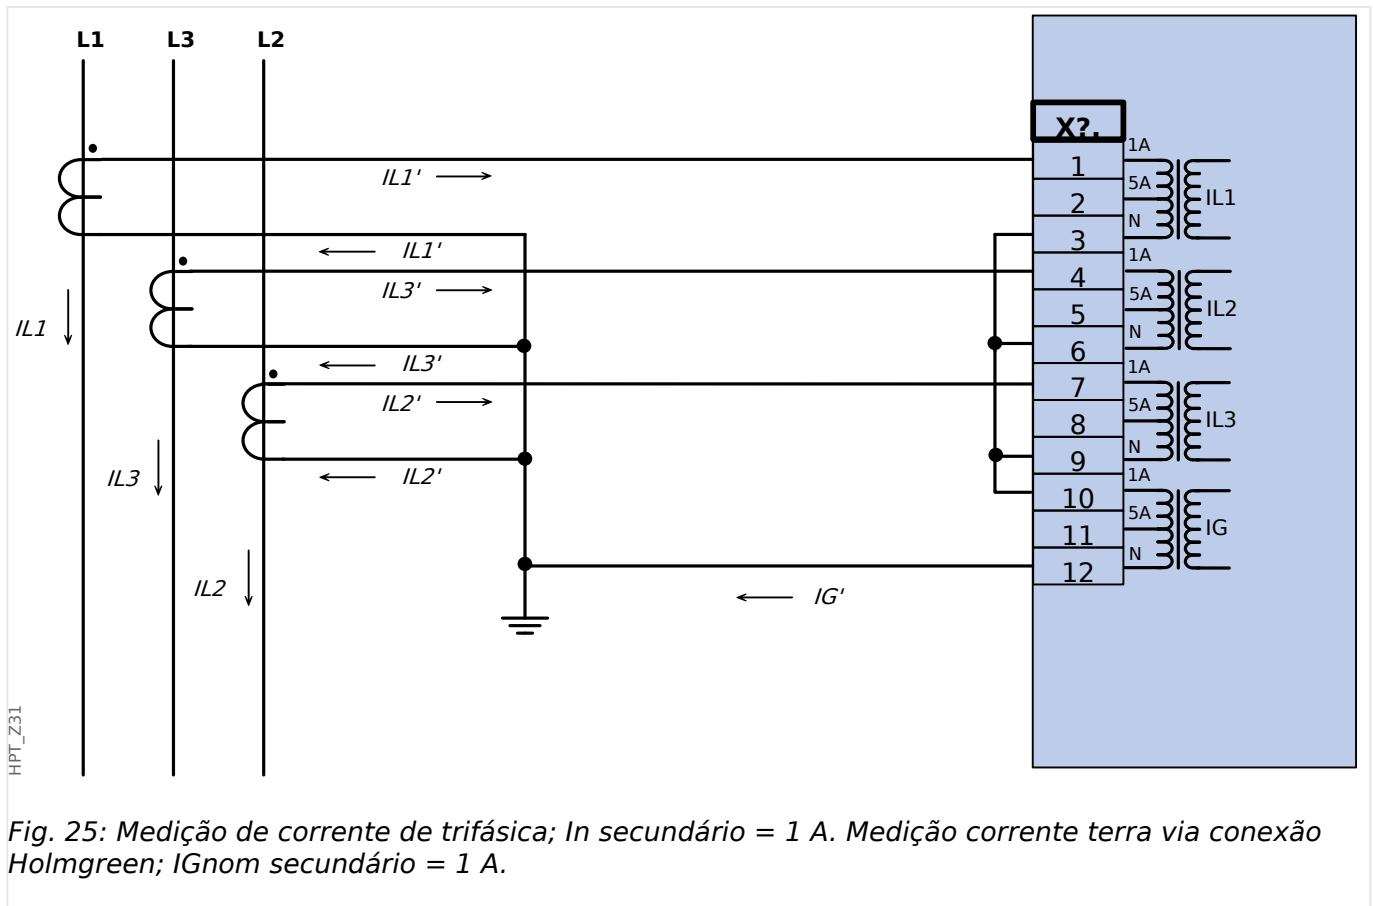 L1 L3 L2
X?.
1
2
3
4
5
6
7
8
9
10
11
12
1A
5A
N
IL1
1A
5A
N
IL2
1A
5A
N
IL3
1A
5A
N
IG
IL1'
IL1'
IL3'
IL3'
IL2'
IL2'
IG'
IL1
IL3
IL2
HPT_Z31
Fig. 25: Medição de corrente de trifásica; In secundário = 1 A. Medição corrente terra via conexão
Holmgreen; IGnom secundário = 1 A.